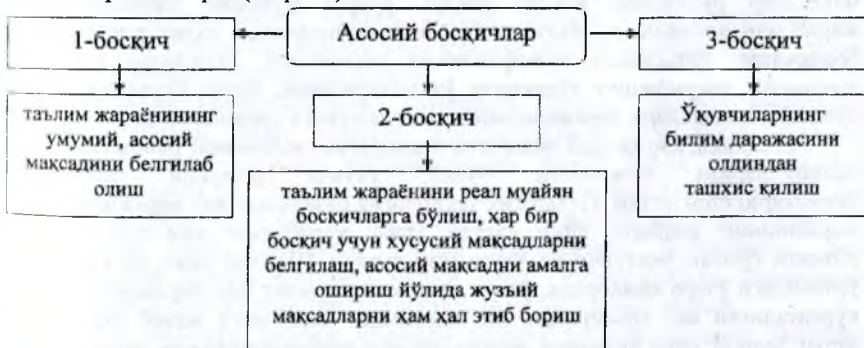 Асосий босқичлар
1-босқич
таълим жараёнининг
умумий, асосий
мақсадини белгилаб
олиш
2-босқич
таълим жараёнини реал муайян
босқичларга бўлиш, ҳар бир
босқич учун хусусий мақсадларни
белгилаш, асосий мақсадни амалга
ошириш йўлида жузъий
мақсадларни ҳам ҳал этиб бориш
3-босқич
Ўқувчиларнинг
билим даражасини
олдиндан
ташхис қилиш